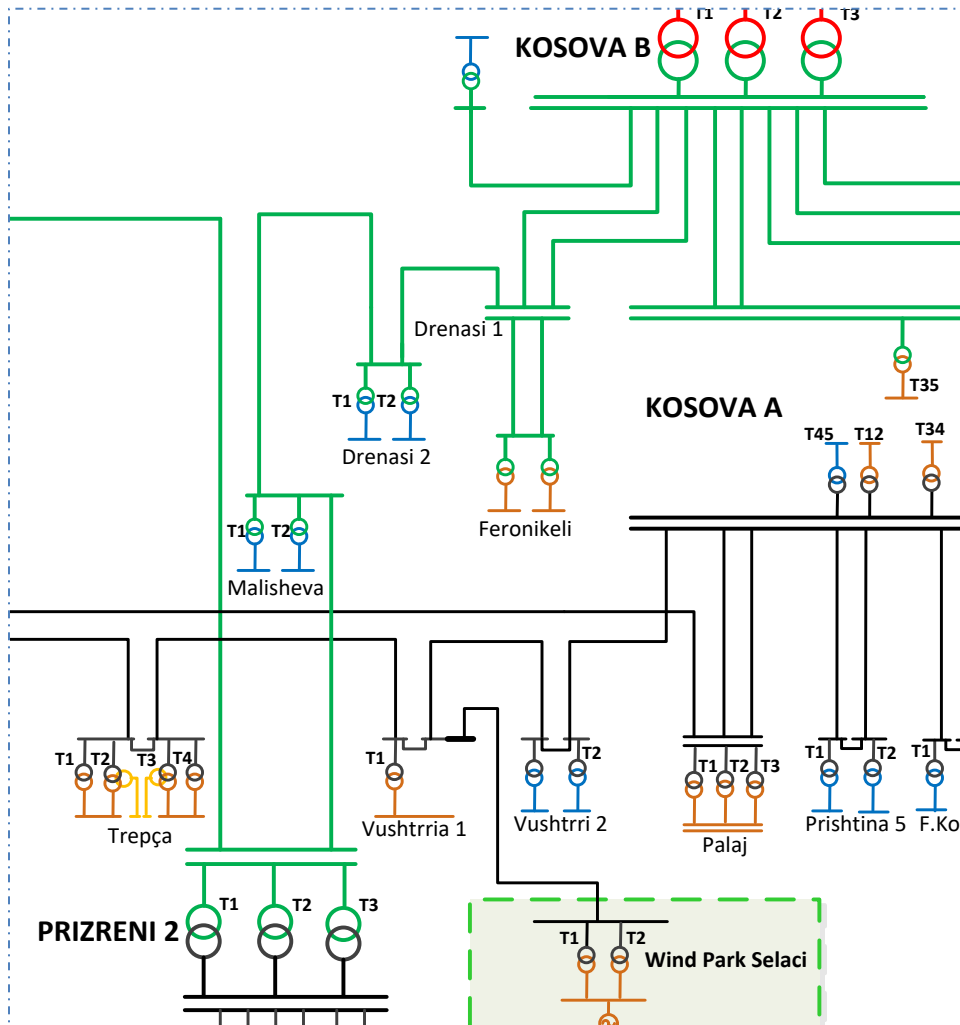 T1 T2 T3
KOSOVA B
Drenasi 1
T35
T1 T2
KOSOVA A
T45 T12 T34
Drenasi 2
Feronikeli
T1 T2
Malisheva
T1 T2 T3 T4
T1
T2
T1 T2 T3
T1 T2
T1
Trepça
Vushtrria 1
Vushtrri 2
Palaj
Prishtina 5
F.Ko
T1 T2 T3
PRIZRENI 2
T1 T2
Wind Park Selaci